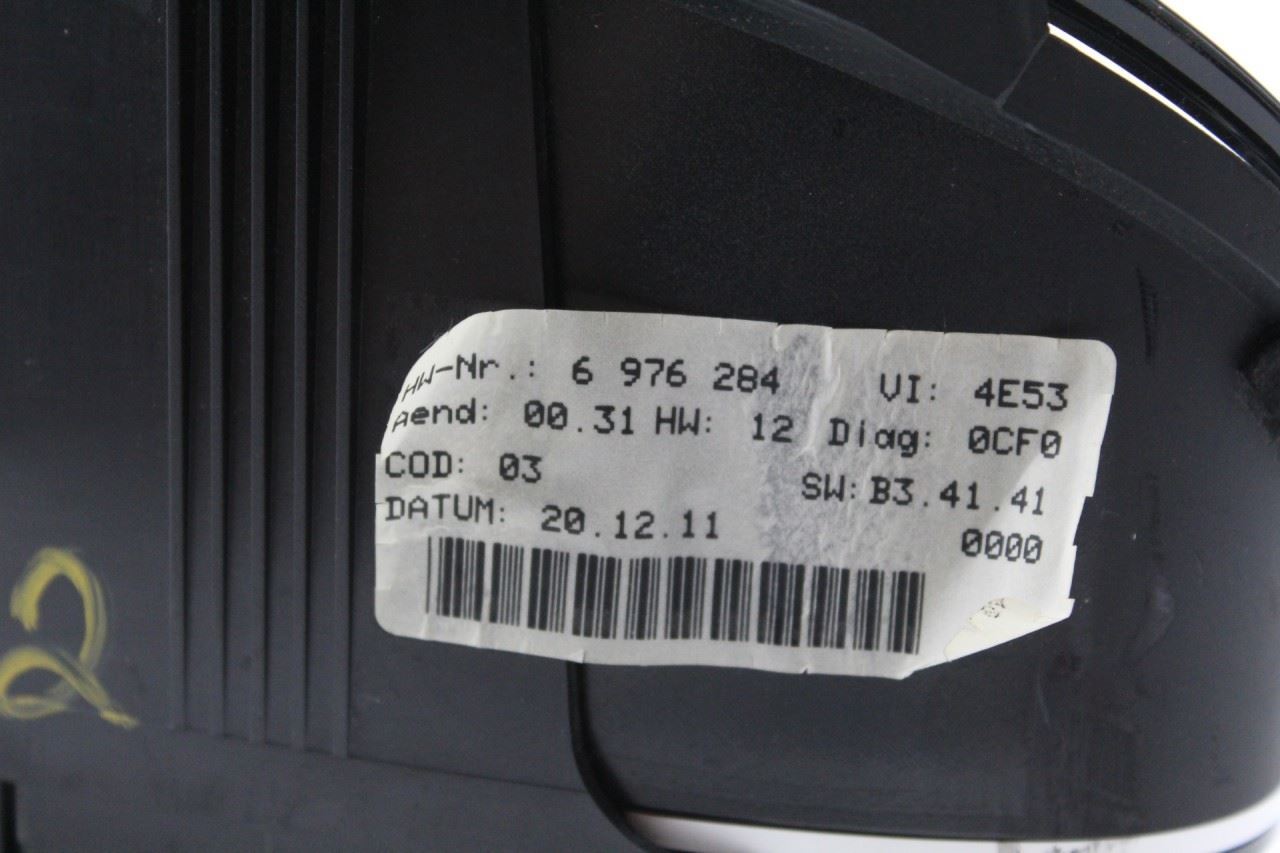 HW-Nr.: 6 976 284 VI: 4E53
Aend: 00.31 HW: 12 Diag: 0CF0
COD: 03 SW: B3.41.41
DATUM: 20.12.11 0000
2